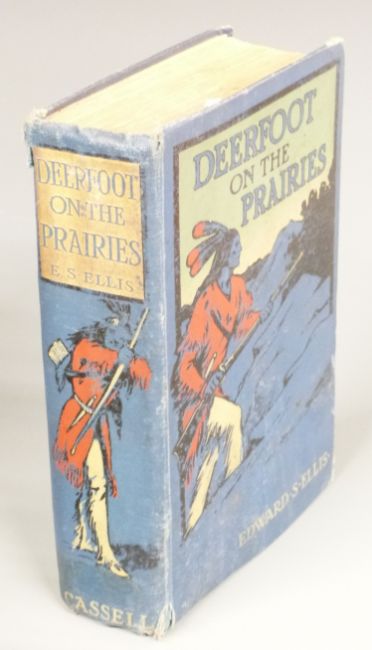 DEERFOOT
ON·THE
PRAIRIES
E. S. ELLIS
CASSELL
DEERFOOT
ON THE
PRAIRIES
EDWARD·S·ELLIS·